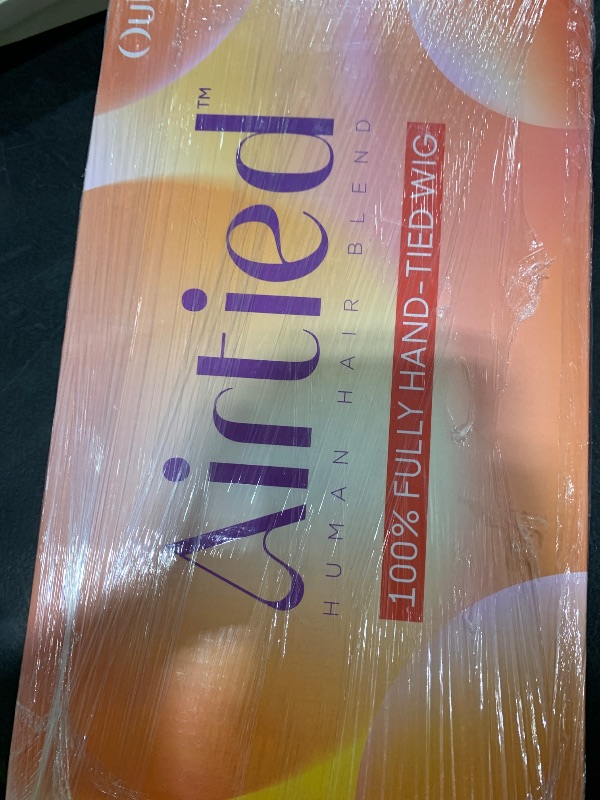 Airtied™
HUMAN HAIR BLEND
100% FULLY HAND-TIED WIG